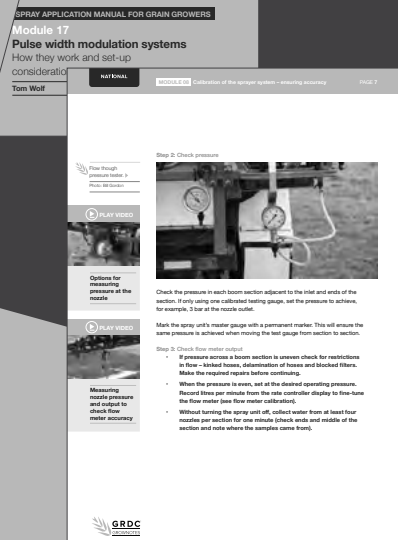 SPRAY APPLICATION MANUAL FOR GRAIN GROWERS
Module 17
Pulse width modulation systems
How they work and set-up
consideratio
Tom Wolf
NATIONAL
MODULE 08 Calibration of the sprayer system – ensuring accuracy PAGE 7
Step 2: Check pressure
Flow though
pressure tester.
Photo: Bill Gordon
PLAY VIDEO
Options for
measuring
pressure at the
nozzle
Check the pressure in each boom section adjacent to the inlet and ends of the
section. If only using one calibrated testing gauge, set the pressure to achieve,
for example, 3 bar at the nozzle outlet.
Mark the spray unit's master gauge with a permanent marker. This will ensure the
same pressure is achieved when moving the test gauge from section to section.
PLAY VIDEO
Measuring
nozzle pressure
and output to
check flow
meter accuracy
Step 3: Check flow meter output
• If pressure across a boom section is uneven check for restrictions
in flow – kinked hoses, delamination of hoses and blocked filters.
Make the required repairs before continuing.
• When the pressure is even, set at the desired operating pressure.
Record litres per minute from the rate controller display to fine-tune
the flow meter (see flow meter calibration).
• Without turning the spray unit off, collect water from at least four
nozzles per section for one minute (check ends and middle of the
section and note where the samples came from).
GRDC
GROWNOTES